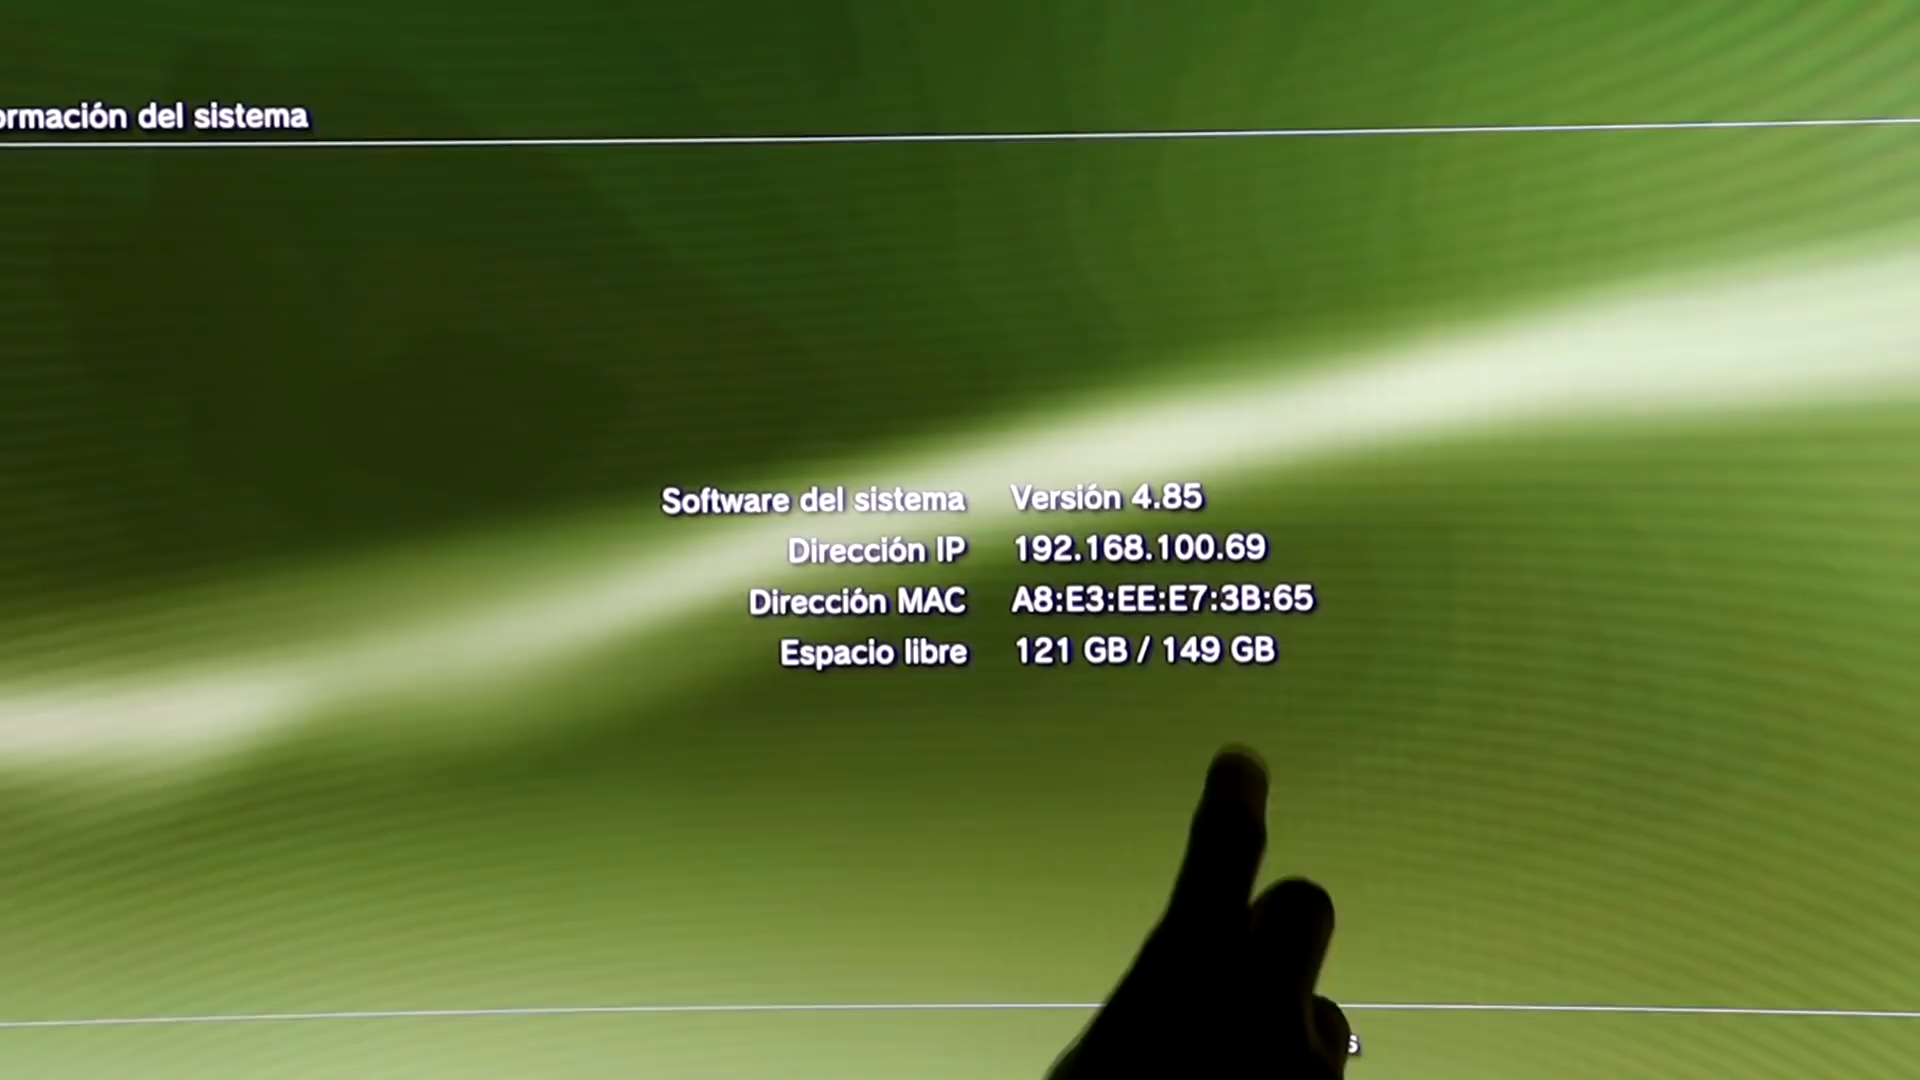 ormación del sistema
Software del sistema Versión 4.85
Dirección IP 192.168.100.69
Dirección MAC A8:E3:EE:E7:3B:65
Espacio libre 121 GB / 149 GB
s